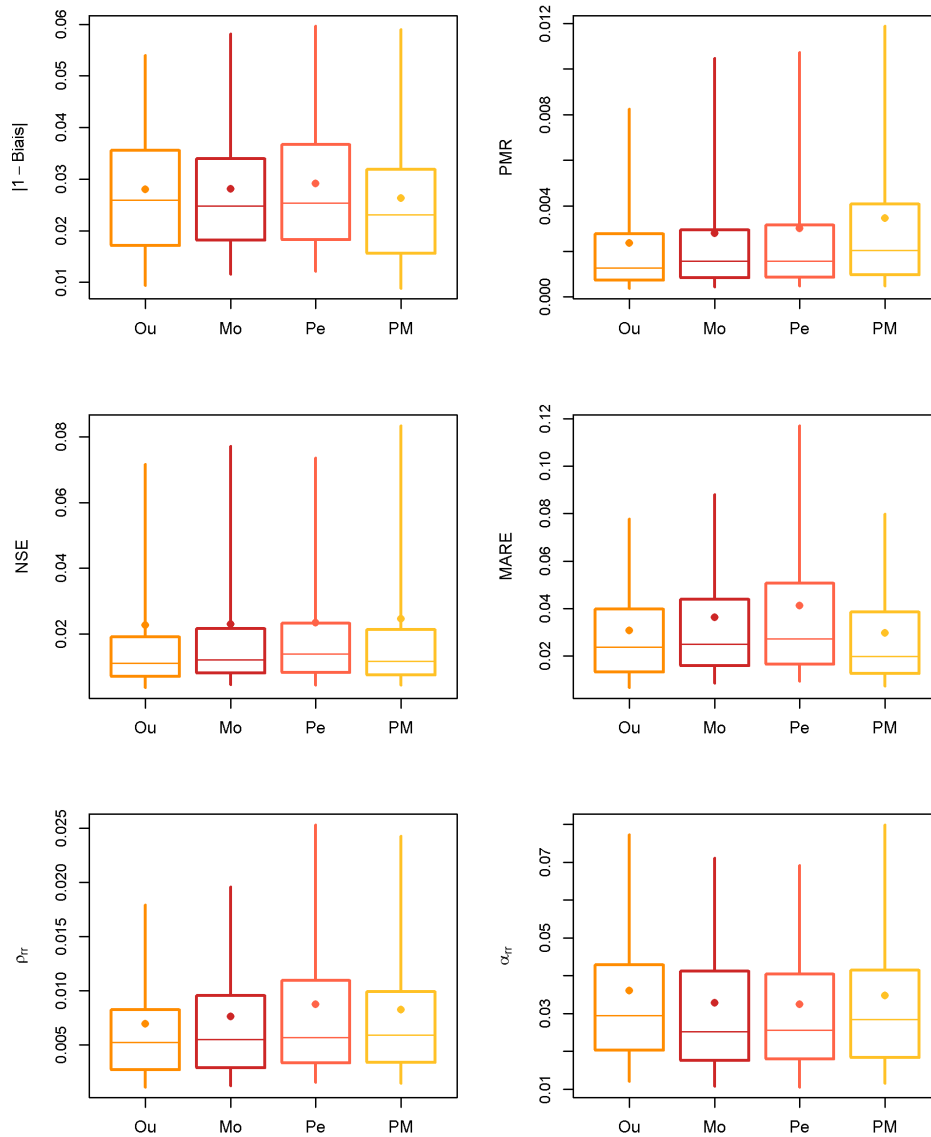 |1 − Biais|
0.01 0.02 0.03 0.04 0.05 0.06
Ou Mo Pe PM
PMR
0.000 0.004 0.008 0.012
Ou Mo Pe PM
NSE
0.02 0.04 0.06 0.08
Ou Mo Pe PM
MARE
0.02 0.04 0.06 0.08 0.10 0.12
Ou Mo Pe PM
ρrr
0.005 0.010 0.015 0.020 0.025
Ou Mo Pe PM
αrr
0.01 0.03 0.05 0.07
Ou Mo Pe PM